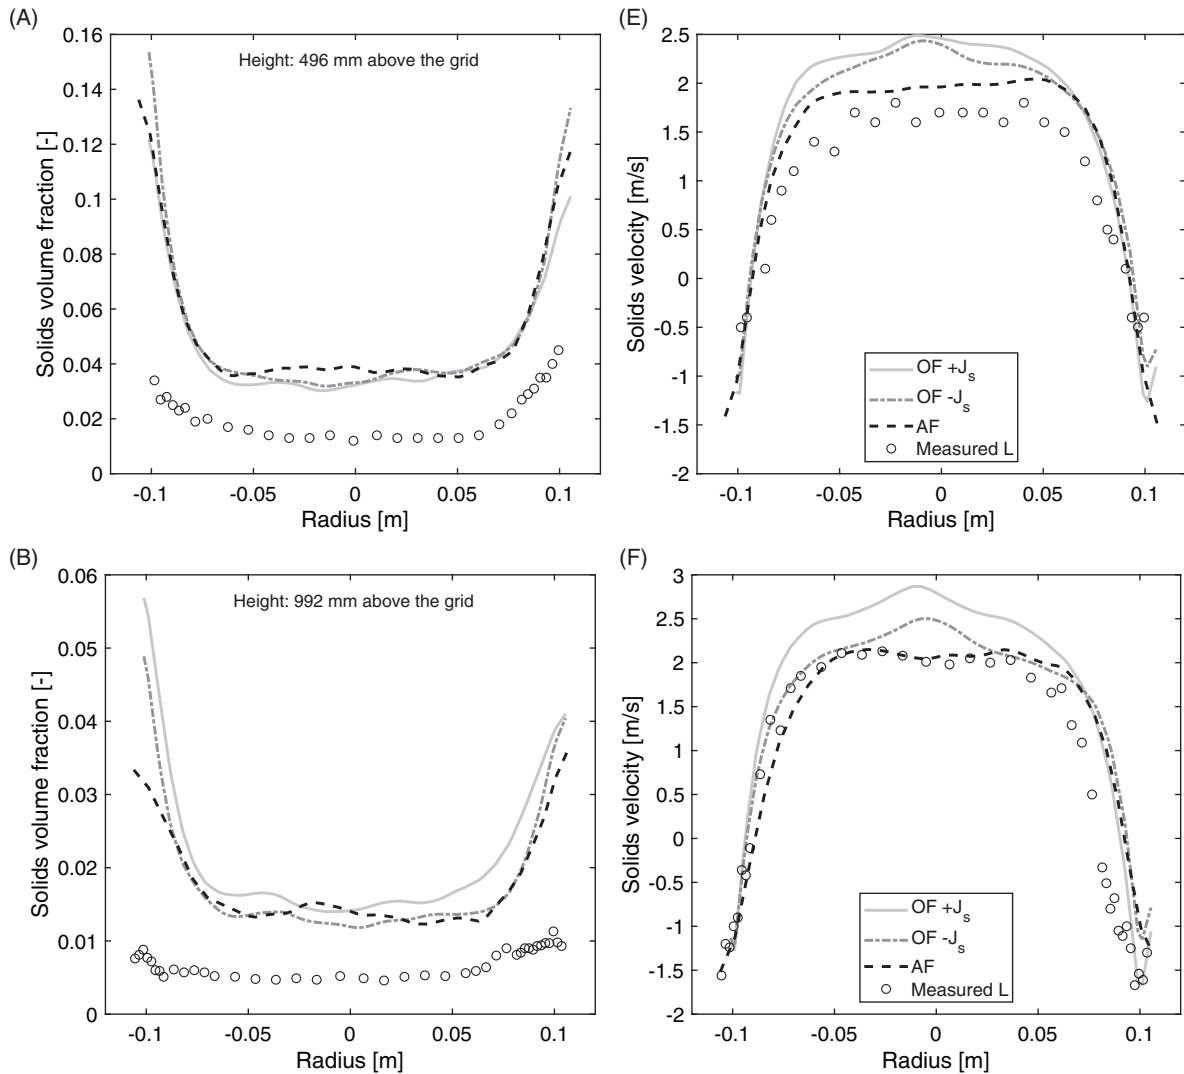 (A)
Height: 496 mm above the grid
Solids volume fraction [-]
0.16
0.14
0.12
0.1
0.08
0.06
0.04
0.02
0
-0.1
-0.05
0
0.05
0.1
Radius [m]
(E)
Solids velocity [m/s]
2.5
2
1.5
1
0.5
0
-0.5
-1
-1.5
-2
OF +Js
OF -Js
AF
Measured L
-0.1
-0.05
0
0.05
0.1
Radius [m]
(B)
Height: 992 mm above the grid
Solids volume fraction [-]
0.06
0.05
0.04
0.03
0.02
0.01
0
-0.1
-0.05
0
0.05
0.1
Radius [m]
(F)
Solids velocity [m/s]
3
2.5
2
1.5
1
0.5
0
-0.5
-1
-1.5
-2
OF +Js
OF -Js
AF
Measured L
-0.1
-0.05
0
0.05
0.1
Radius [m]